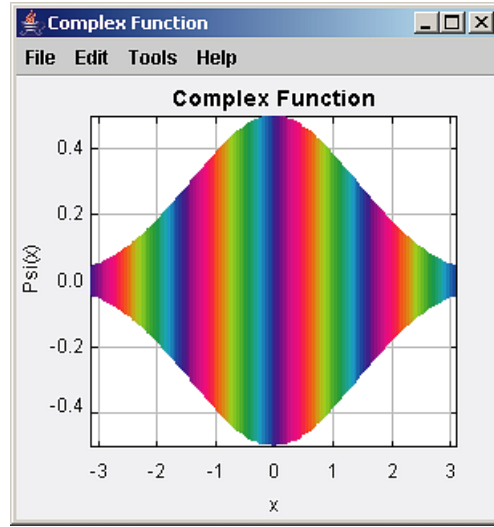 Complex Function
File Edit Tools Help
Complex Function
0.4
0.2
0.0
-0.2
-0.4
Psi(x)
-3 -2 -1 0 1 2 3
x